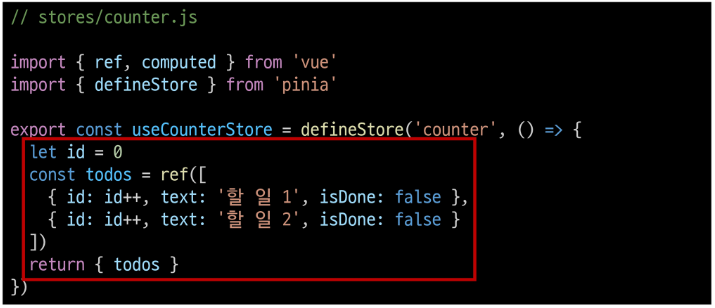 // stores/counter.js
import { ref, computed } from 'vue'
import { defineStore } from 'pinia'
export const useCounterStore = defineStore('counter', () => {
let id = 0
const todos = ref([
{ id: id++, text: '할 일 1', isDone: false },
{ id: id++, text: '할 일 2', isDone: false }
])
return { todos }
})